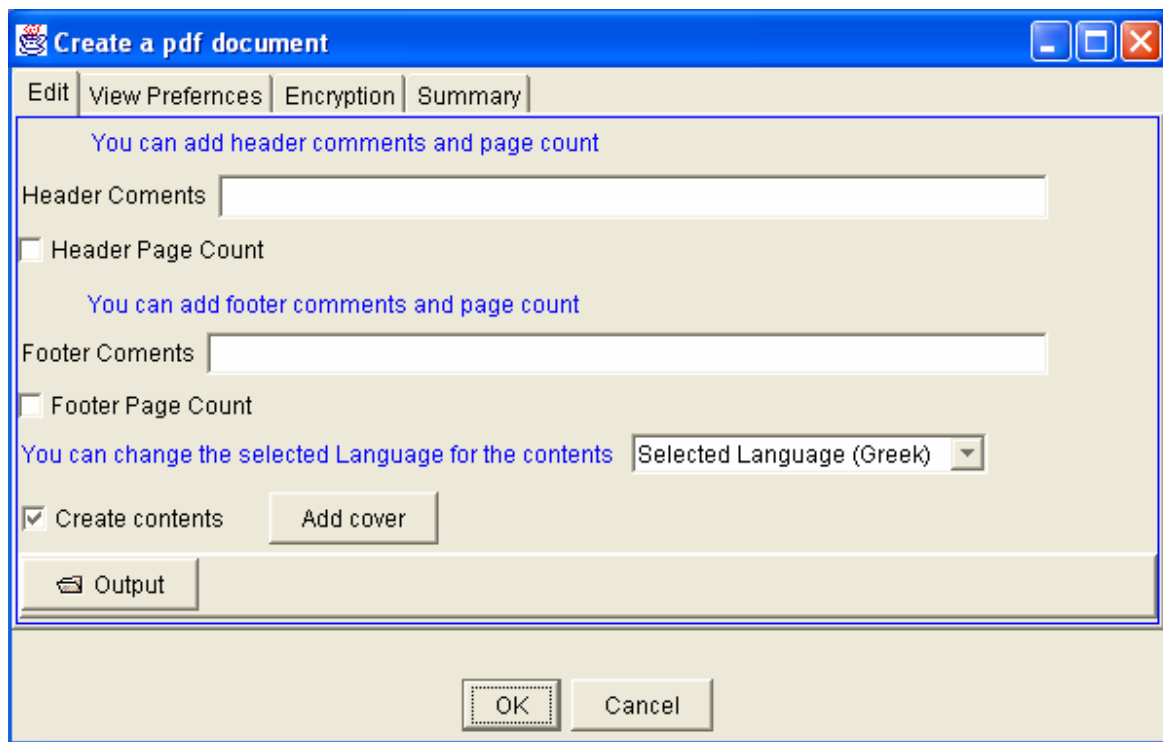 Create a pdf document
Edit View Prefernces Encryption Summary
You can add header comments and page count
Header Coments
Header Page Count
You can add footer comments and page count
Footer Coments
Footer Page Count
You can change the selected Language for the contents Selected Language (Greek)
Create contents Add cover
Output
OK Cancel